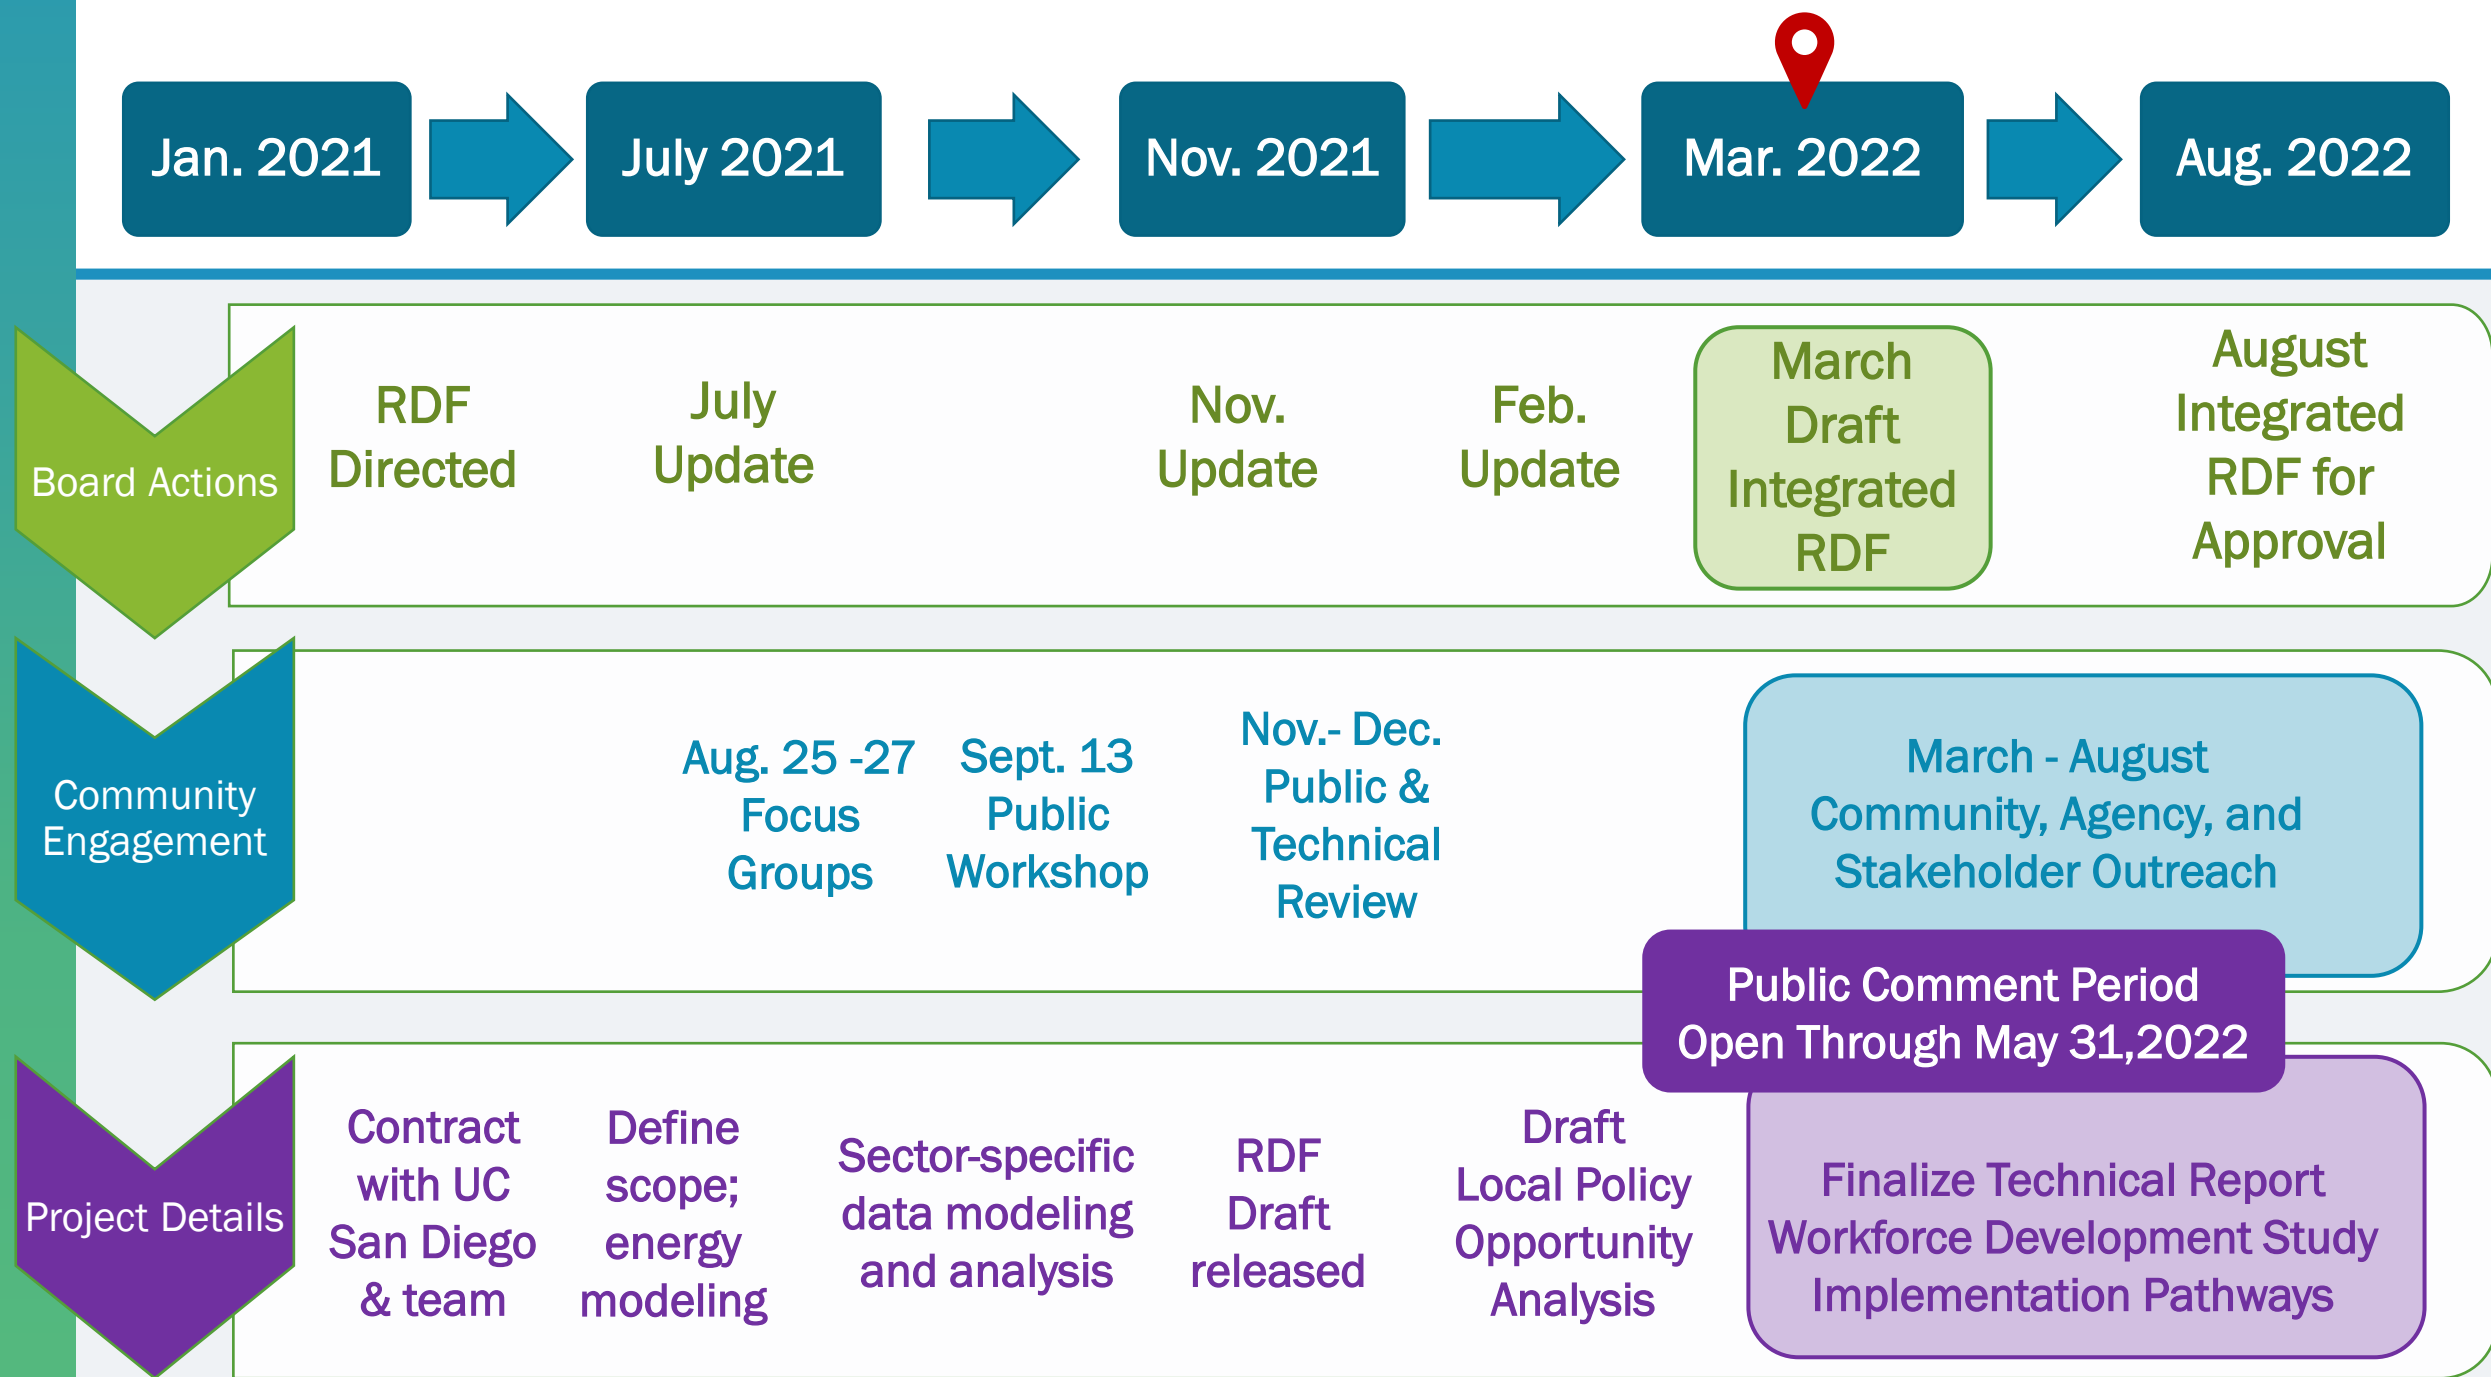 Jan. 2021
July 2021
Nov. 2021
Mar. 2022
Aug. 2022
Board Actions
RDF
Directed
July
Update
Nov.
Update
Feb.
Update
March
Draft
Integrated
RDF
August
Integrated
RDF for
Approval
Community
Engagement
Aug. 25 -27
Focus
Groups
Sept. 13
Public
Workshop
Nov.- Dec.
Public &
Technical
Review
March - August
Community, Agency, and
Stakeholder Outreach
Public Comment Period
Open Through May 31,2022
Project Details
Contract
with UC
San Diego
& team
Define
scope;
energy
modeling
Sector-specific
data modeling
and analysis
RDF
Draft
released
Draft
Local Policy
Opportunity
Analysis
Finalize Technical Report
Workforce Development Study
Implementation Pathways